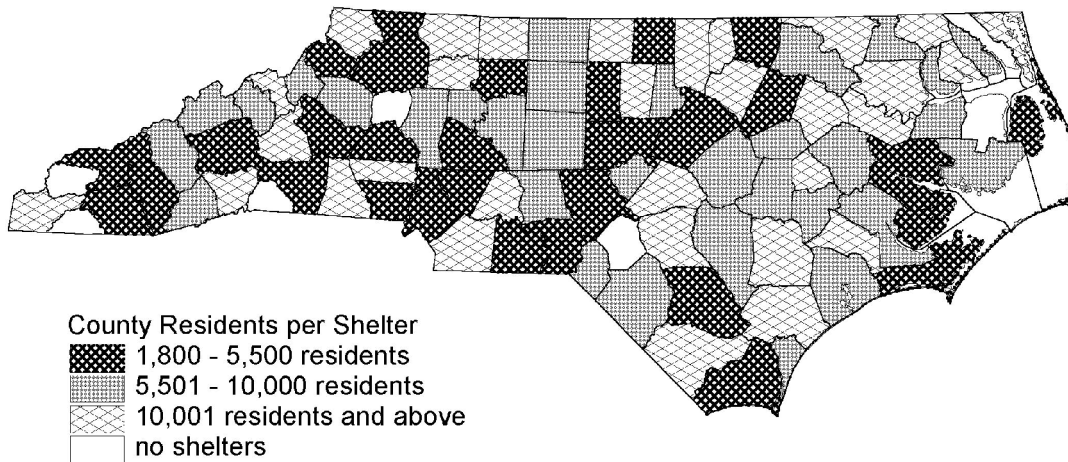 County Residents per Shelter
1,800 - 5,500 residents
5,501 - 10,000 residents
10,001 residents and above
no shelters